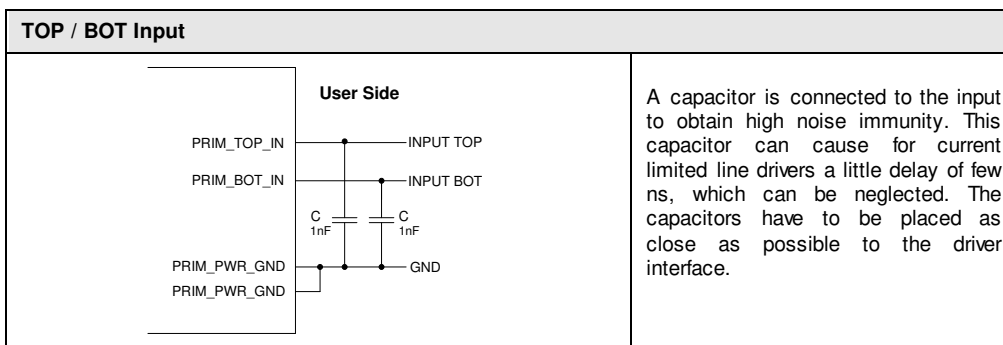 TOP / BOT Input
User Side
PRIM_TOP_IN
INPUT TOP
PRIM_BOT_IN
INPUT BOT
C
1nF
C
1nF
PRIM_PWR_GND
GND
PRIM_PWR_GND
A capacitor is connected to the input
to obtain high noise immunity. This
capacitor can cause for current
limited line drivers a little delay of few
ns, which can be neglected. The
capacitors have to be placed as
close as possible to the driver
interface.